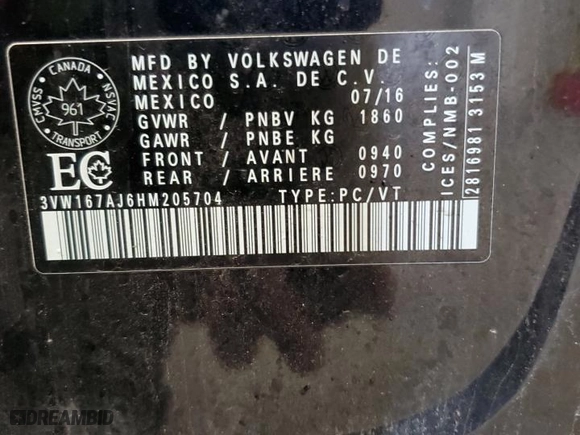 CANADA
CMVSS
NSVAC
961
TRANSPORT
EC
MFD BY VOLKSWAGEN DE
MEXICO S.A. DE C.V.
MEXICO 07/16
GVWR / PNBV KG 1860
GAWR / PNBE KG
FRONT / AVANT 0940
REAR / ARRIERE 0970
3VW167AJ6HM205704 TYPE:PC/VT
COMPLIES:
ICES/NMB-002
2816981 3153 M
DREAMBID